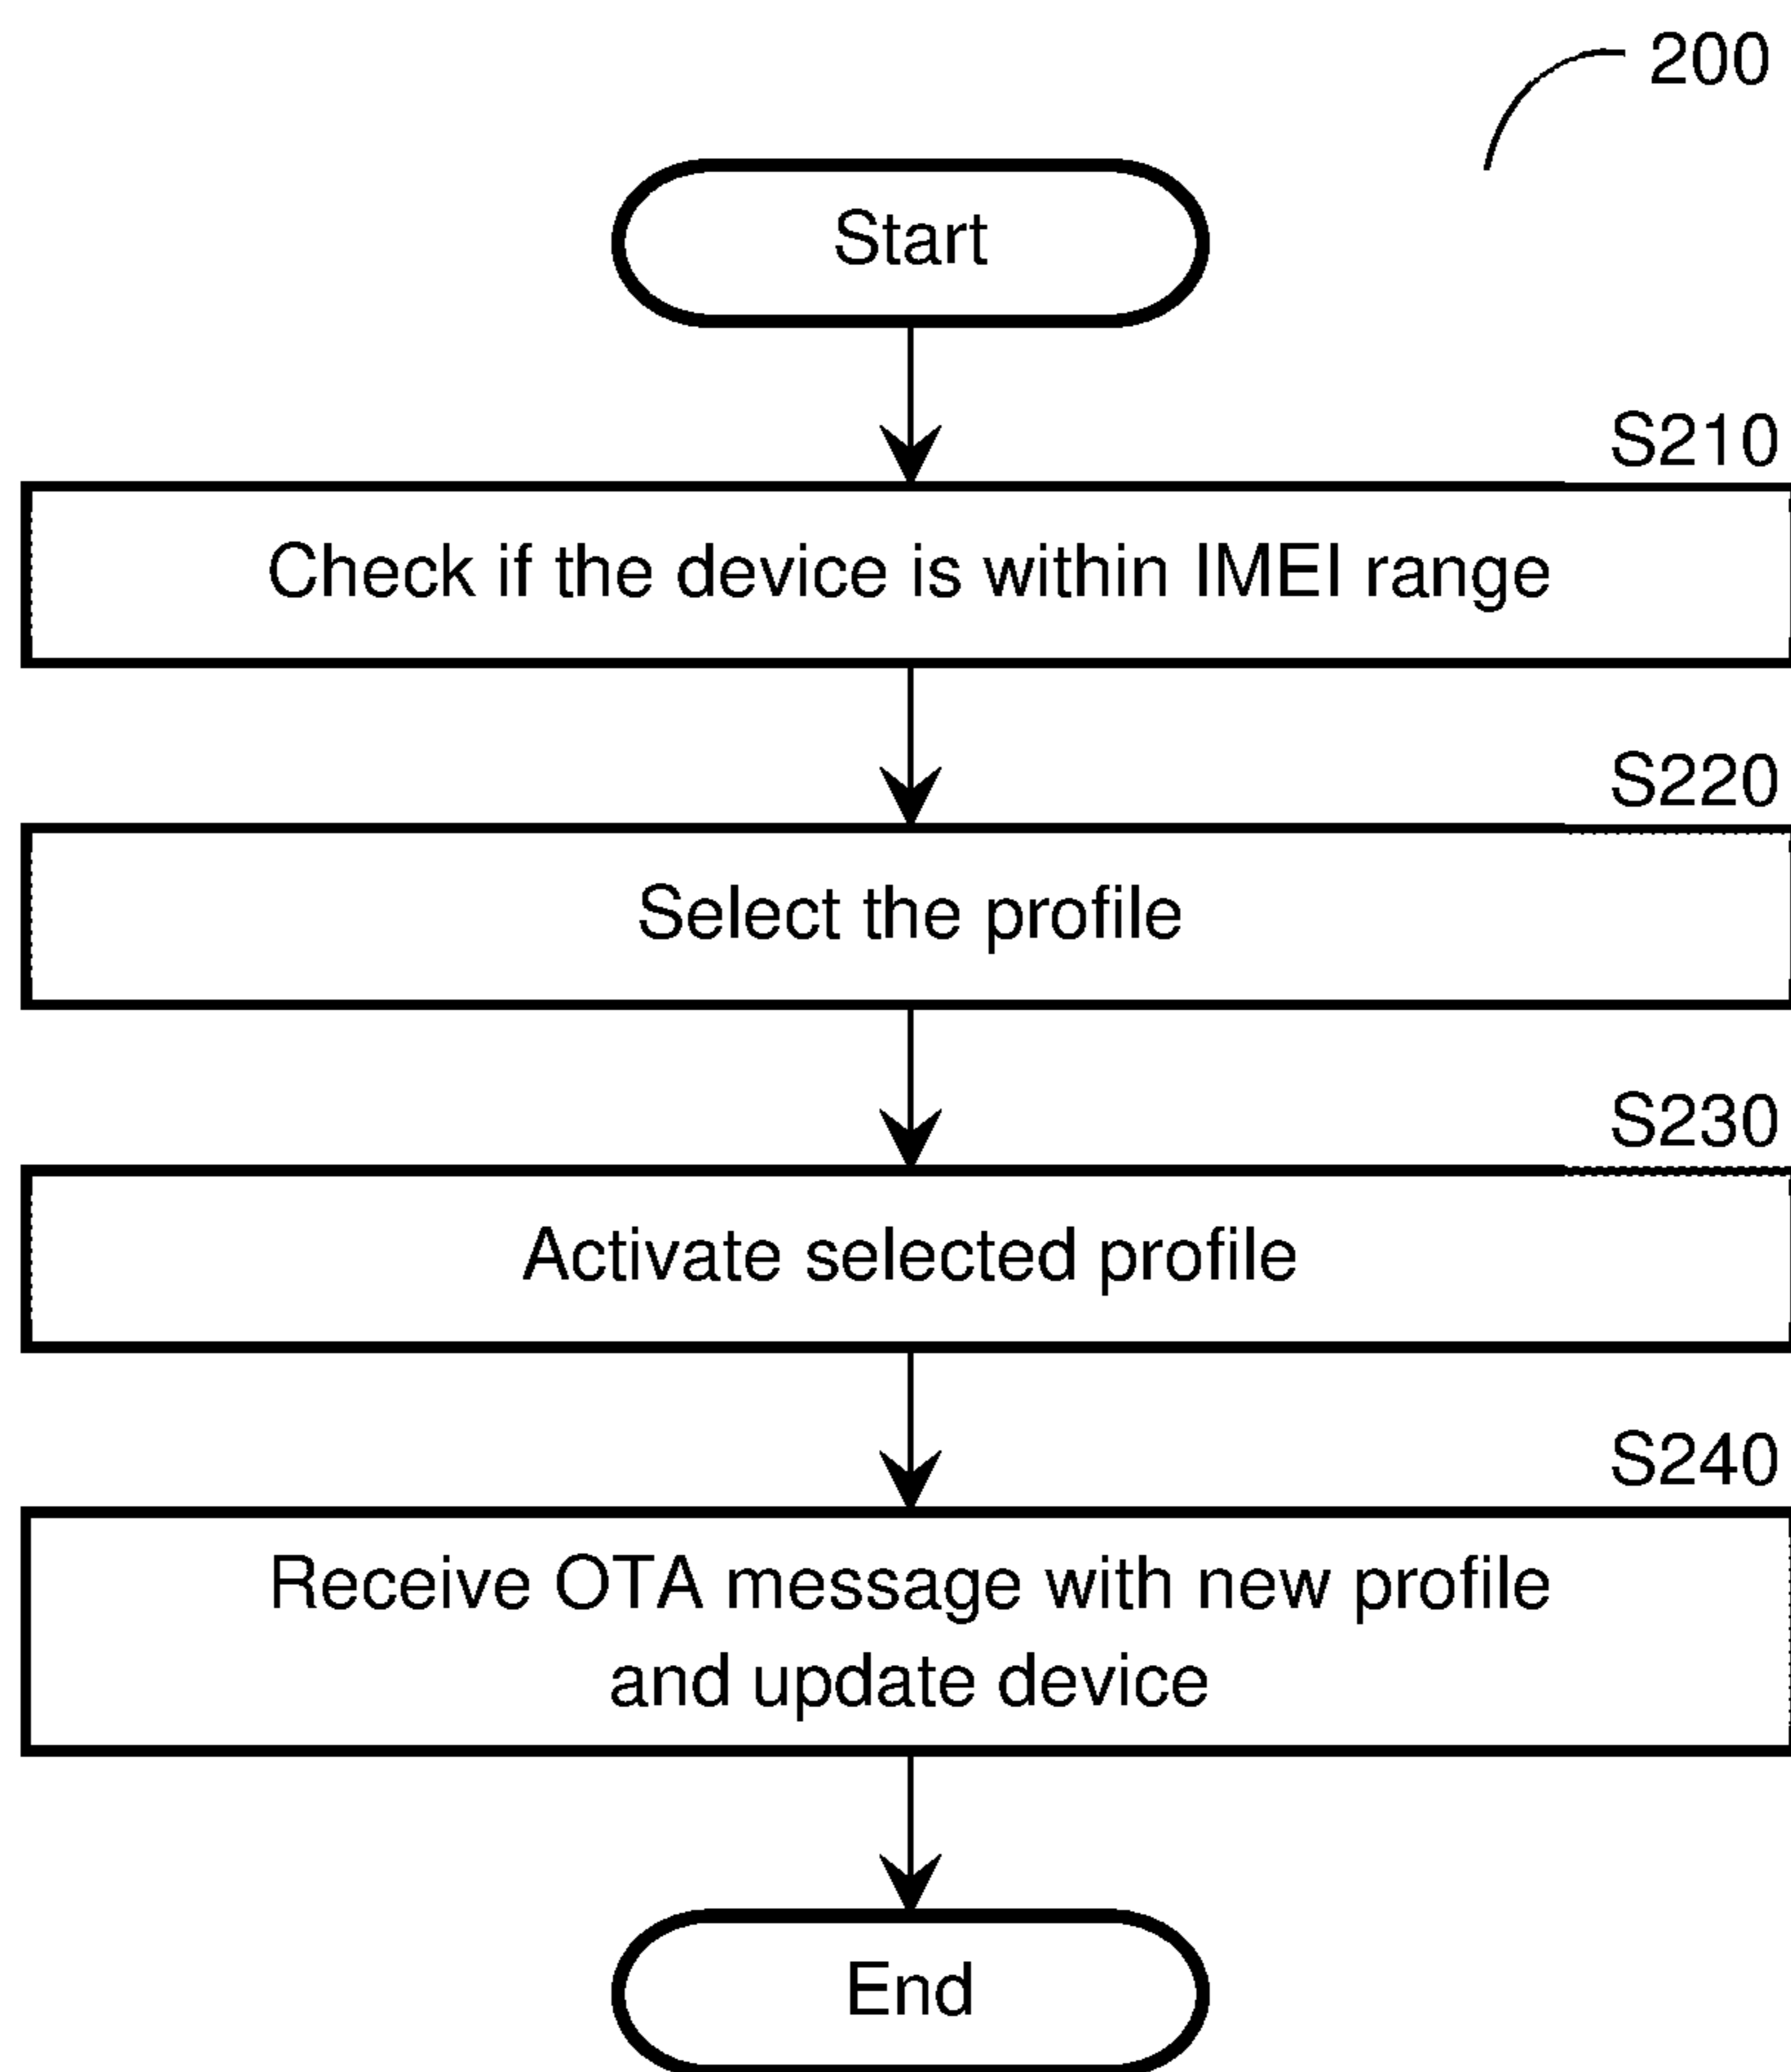 200
Start
S210
Check if the device is within IMEI range
S220
Select the profile
S230
Activate selected profile
S240
Receive OTA message with new profile
and update device
End